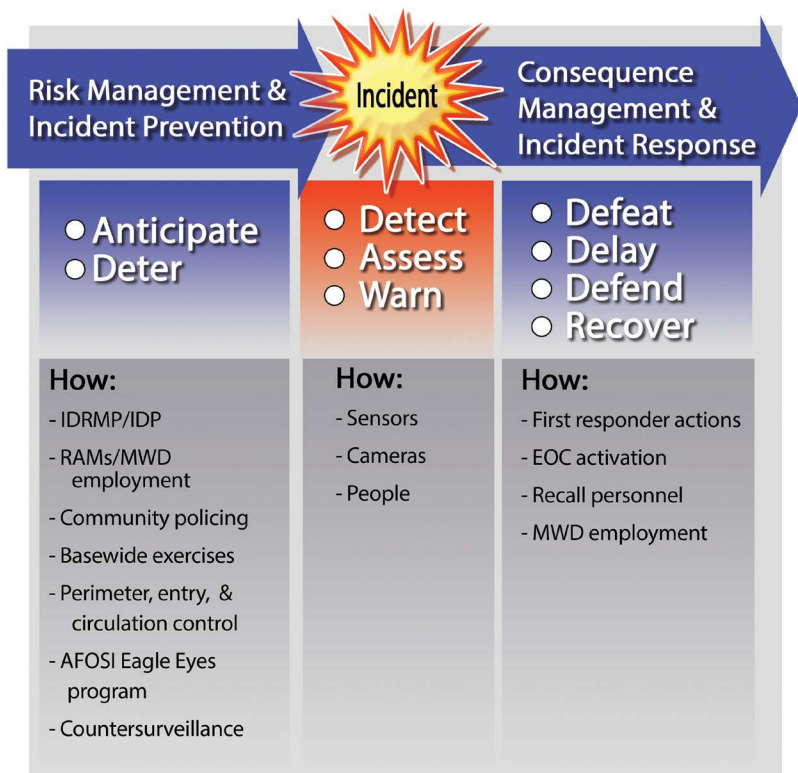 Risk Management &
Incident Prevention
Incident
Consequence
Management &
Incident Response
Anticipate
Deter
Detect
Assess
Warn
Defeat
Delay
Defend
Recover
How:
- IDRMP/IDP
- RAMs/MWD
employment
- Community policing
- Basewide exercises
- Perimeter, entry, &
circulation control
- AFOSI Eagle Eyes
program
- Countersurveillance
How:
- Sensors
- Cameras
- People
How:
- First responder actions
- EOC activation
- Recall personnel
- MWD employment